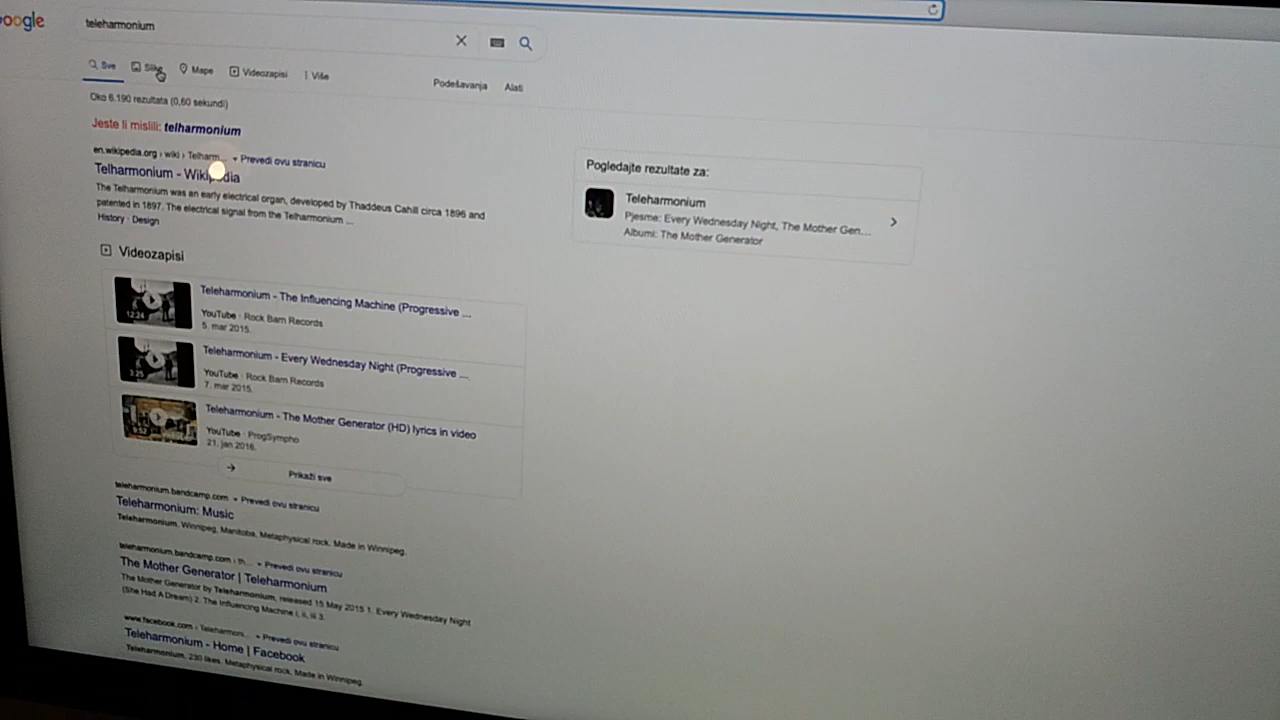 oogle
teleharmonium
Sve Slike Mape Videozapisi Više Podešavanja Alati
Oko 6.190 rezultata (0,60 sekundi)
Jeste li mislili: telharmonium
en.wikipedia.org › wiki › Telharm... Prevedi ovu stranicu
Telharmonium - Wikipedia
The Telharmonium was an early electrical organ, developed by Thaddeus Cahill circa 1896 and
patented in 1897. The electrical signal from the Telharmonium ...
History · Design
Videozapisi
12:24
Teleharmonium - The Influencing Machine (Progressive ...
YouTube · Rock Barn Records
5. mar 2015.
3:25
Teleharmonium - Every Wednesday Night (Progressive ...
YouTube · Rock Barn Records
7. mar 2015.
Teleharmonium - The Mother Generator (HD) lyrics in video
YouTube · ProgSympho
21. jan 2016.
Prikaži sve
teleharmonium.bandcamp.com Prevedi ovu stranicu
Teleharmonium: Music
Teleharmonium, Winnipeg, Manitoba, Metaphysical rock. Made in Winnipeg.
teleharmonium.bandcamp.com › th... Prevedi ovu stranicu
The Mother Generator | Teleharmonium
The Mother Generator by Teleharmonium, released 15 May 2015 1. Every Wednesday Night
(She Had A Dream) 2. The Influencing Machine i, ii, iii 3.
www.facebook.com › Teleharmoni... Prevedi ovu stranicu
Teleharmonium - Home | Facebook
Teleharmonium, 230 likes. Metaphysical rock. Made in Winnipeg.
Pogledajte rezultate za:
Teleharmonium
Pjesme: Every Wednesday Night, The Mother Gen...
Albumi: The Mother Generator